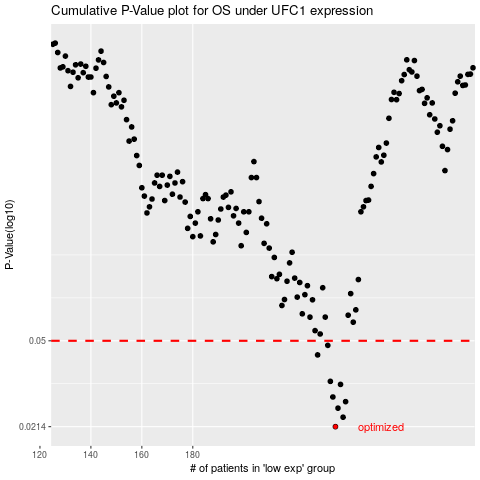 Cumulative P-Value plot for OS under UFC1 expression
P-Value(log10)
0.05
0.0214
optimized
120 140 160 180
# of patients in 'low exp' group